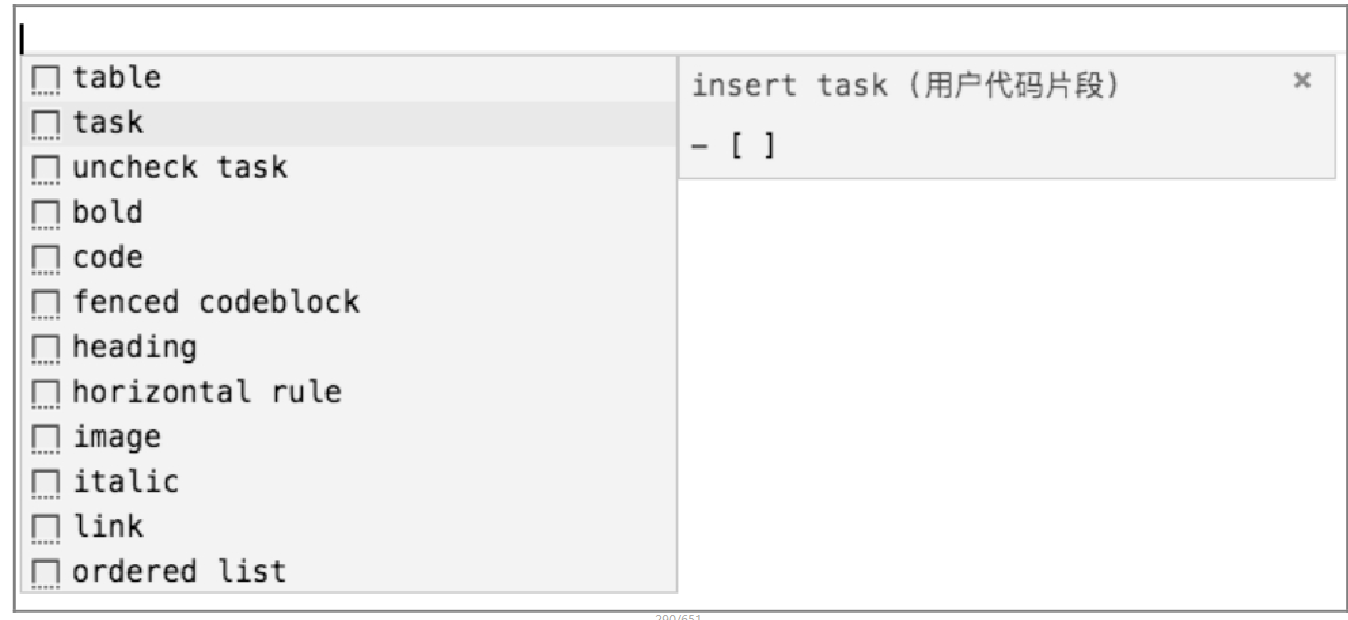 table
task
uncheck task
bold
code
fenced codeblock
heading
horizontal rule
image
italic
link
ordered list
insert task (用户代码片段) ×
– [ ]
290/651